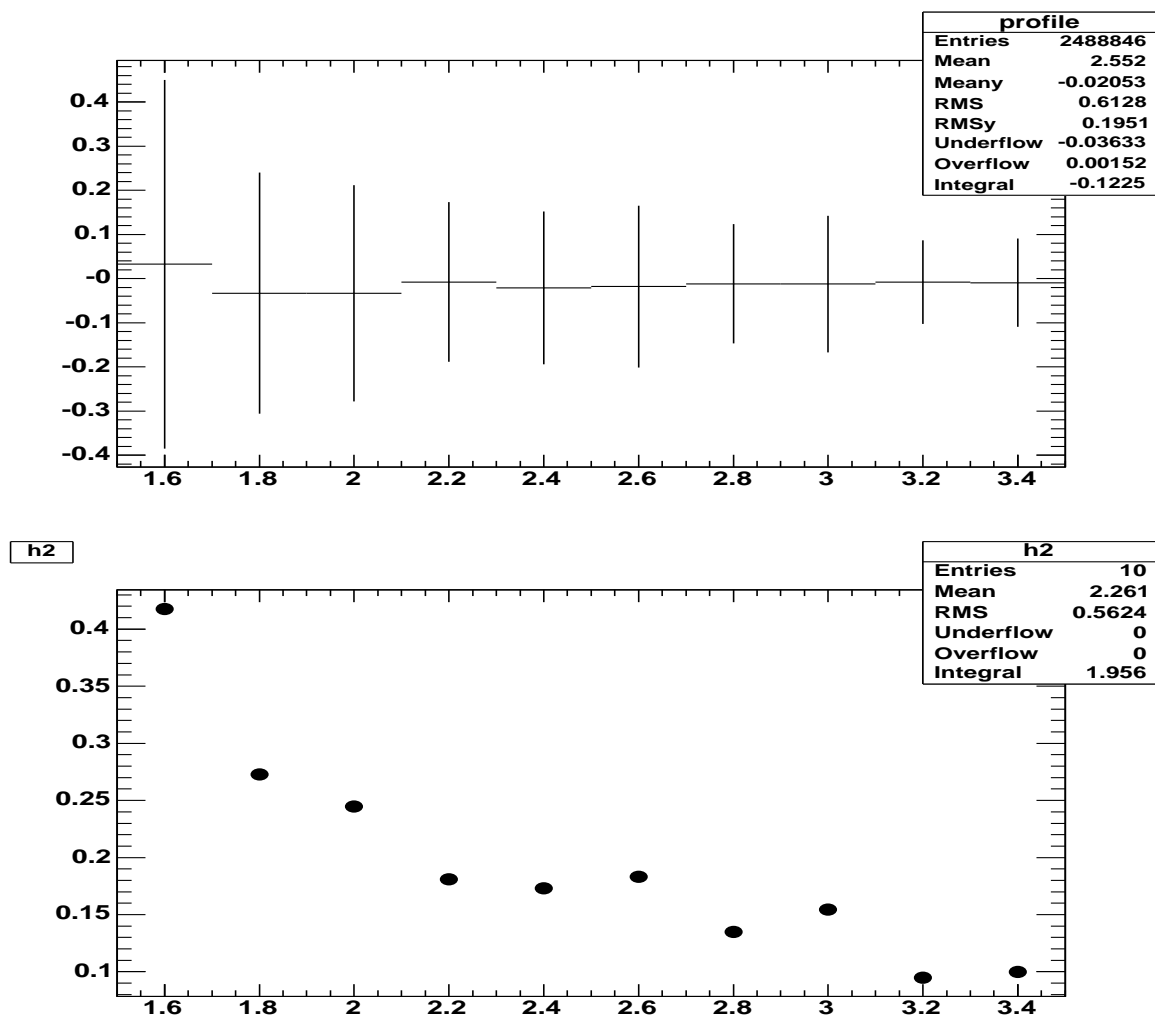 profile
Entries 2488846
Mean 2.552
Meany -0.02053
RMS 0.6128
RMSy 0.1951
Underflow -0.03633
Overflow 0.00152
Integral -0.1225
0.4
0.3
0.2
0.1
-0
-0.1
-0.2
-0.3
-0.4
1.6 1.8 2 2.2 2.4 2.6 2.8 3 3.2 3.4
h2
h2
Entries 10
Mean 2.261
RMS 0.5624
Underflow 0
Overflow 0
Integral 1.956
0.4
0.35
0.3
0.25
0.2
0.15
0.1
1.6 1.8 2 2.2 2.4 2.6 2.8 3 3.2 3.4